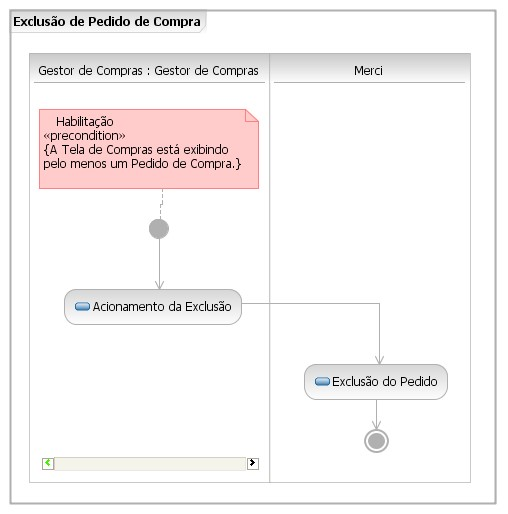 Exclusão de Pedido de Compra
Gestor de Compras : Gestor de Compras
Merci
Habilitação
«precondition»
{A Tela de Compras está exibindo
pelo menos um Pedido de Compra.}
Acionamento da Exclusão
Exclusão do Pedido